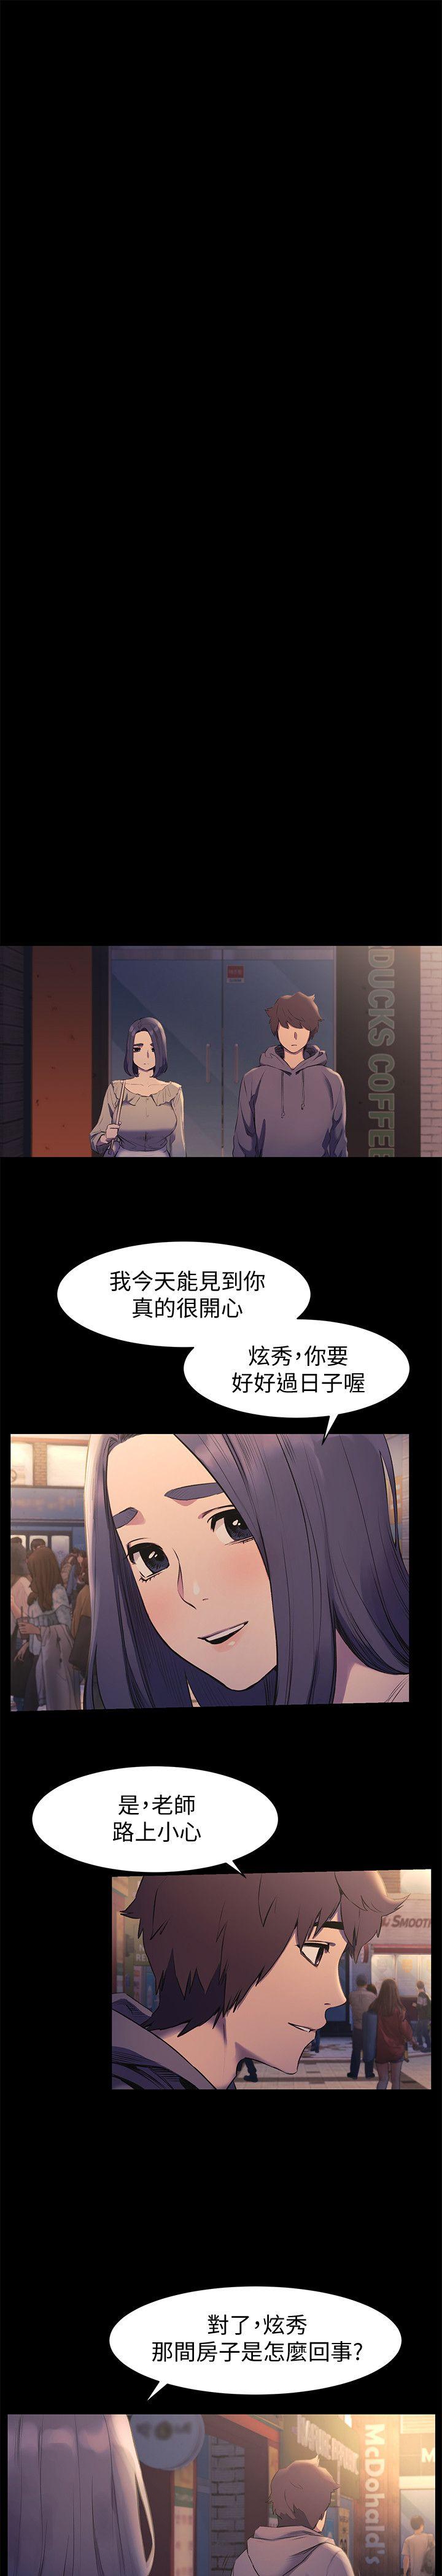 DUCKS COFFEE
我今天能見到你
真的很開心
炫秀,你要
好好過日子喔
是,老師
路上小心
SMOOTH
對了,炫秀
那間房子是怎麼回事?
McDohald's